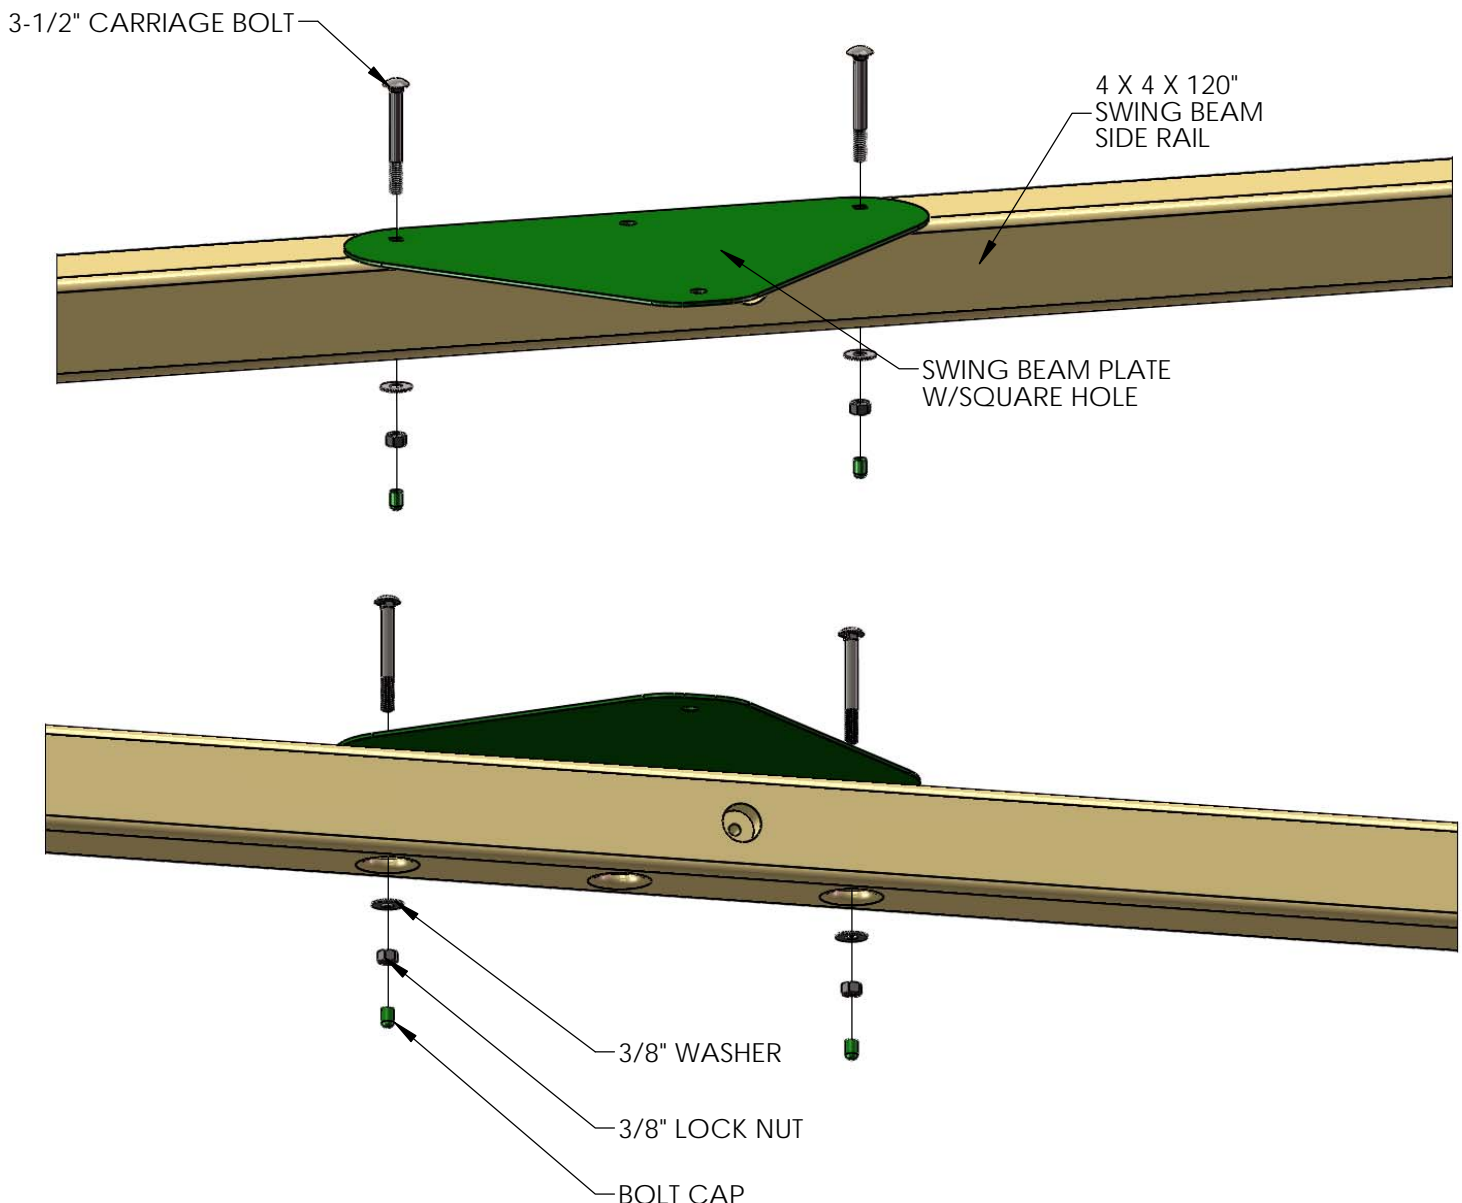 3-1/2" CARRIAGE BOLT
4 X 4 X 120"
SWING BEAM
SIDE RAIL
SWING BEAM PLATE
W/SQUARE HOLE
3/8" WASHER
3/8" LOCK NUT
BOLT CAP